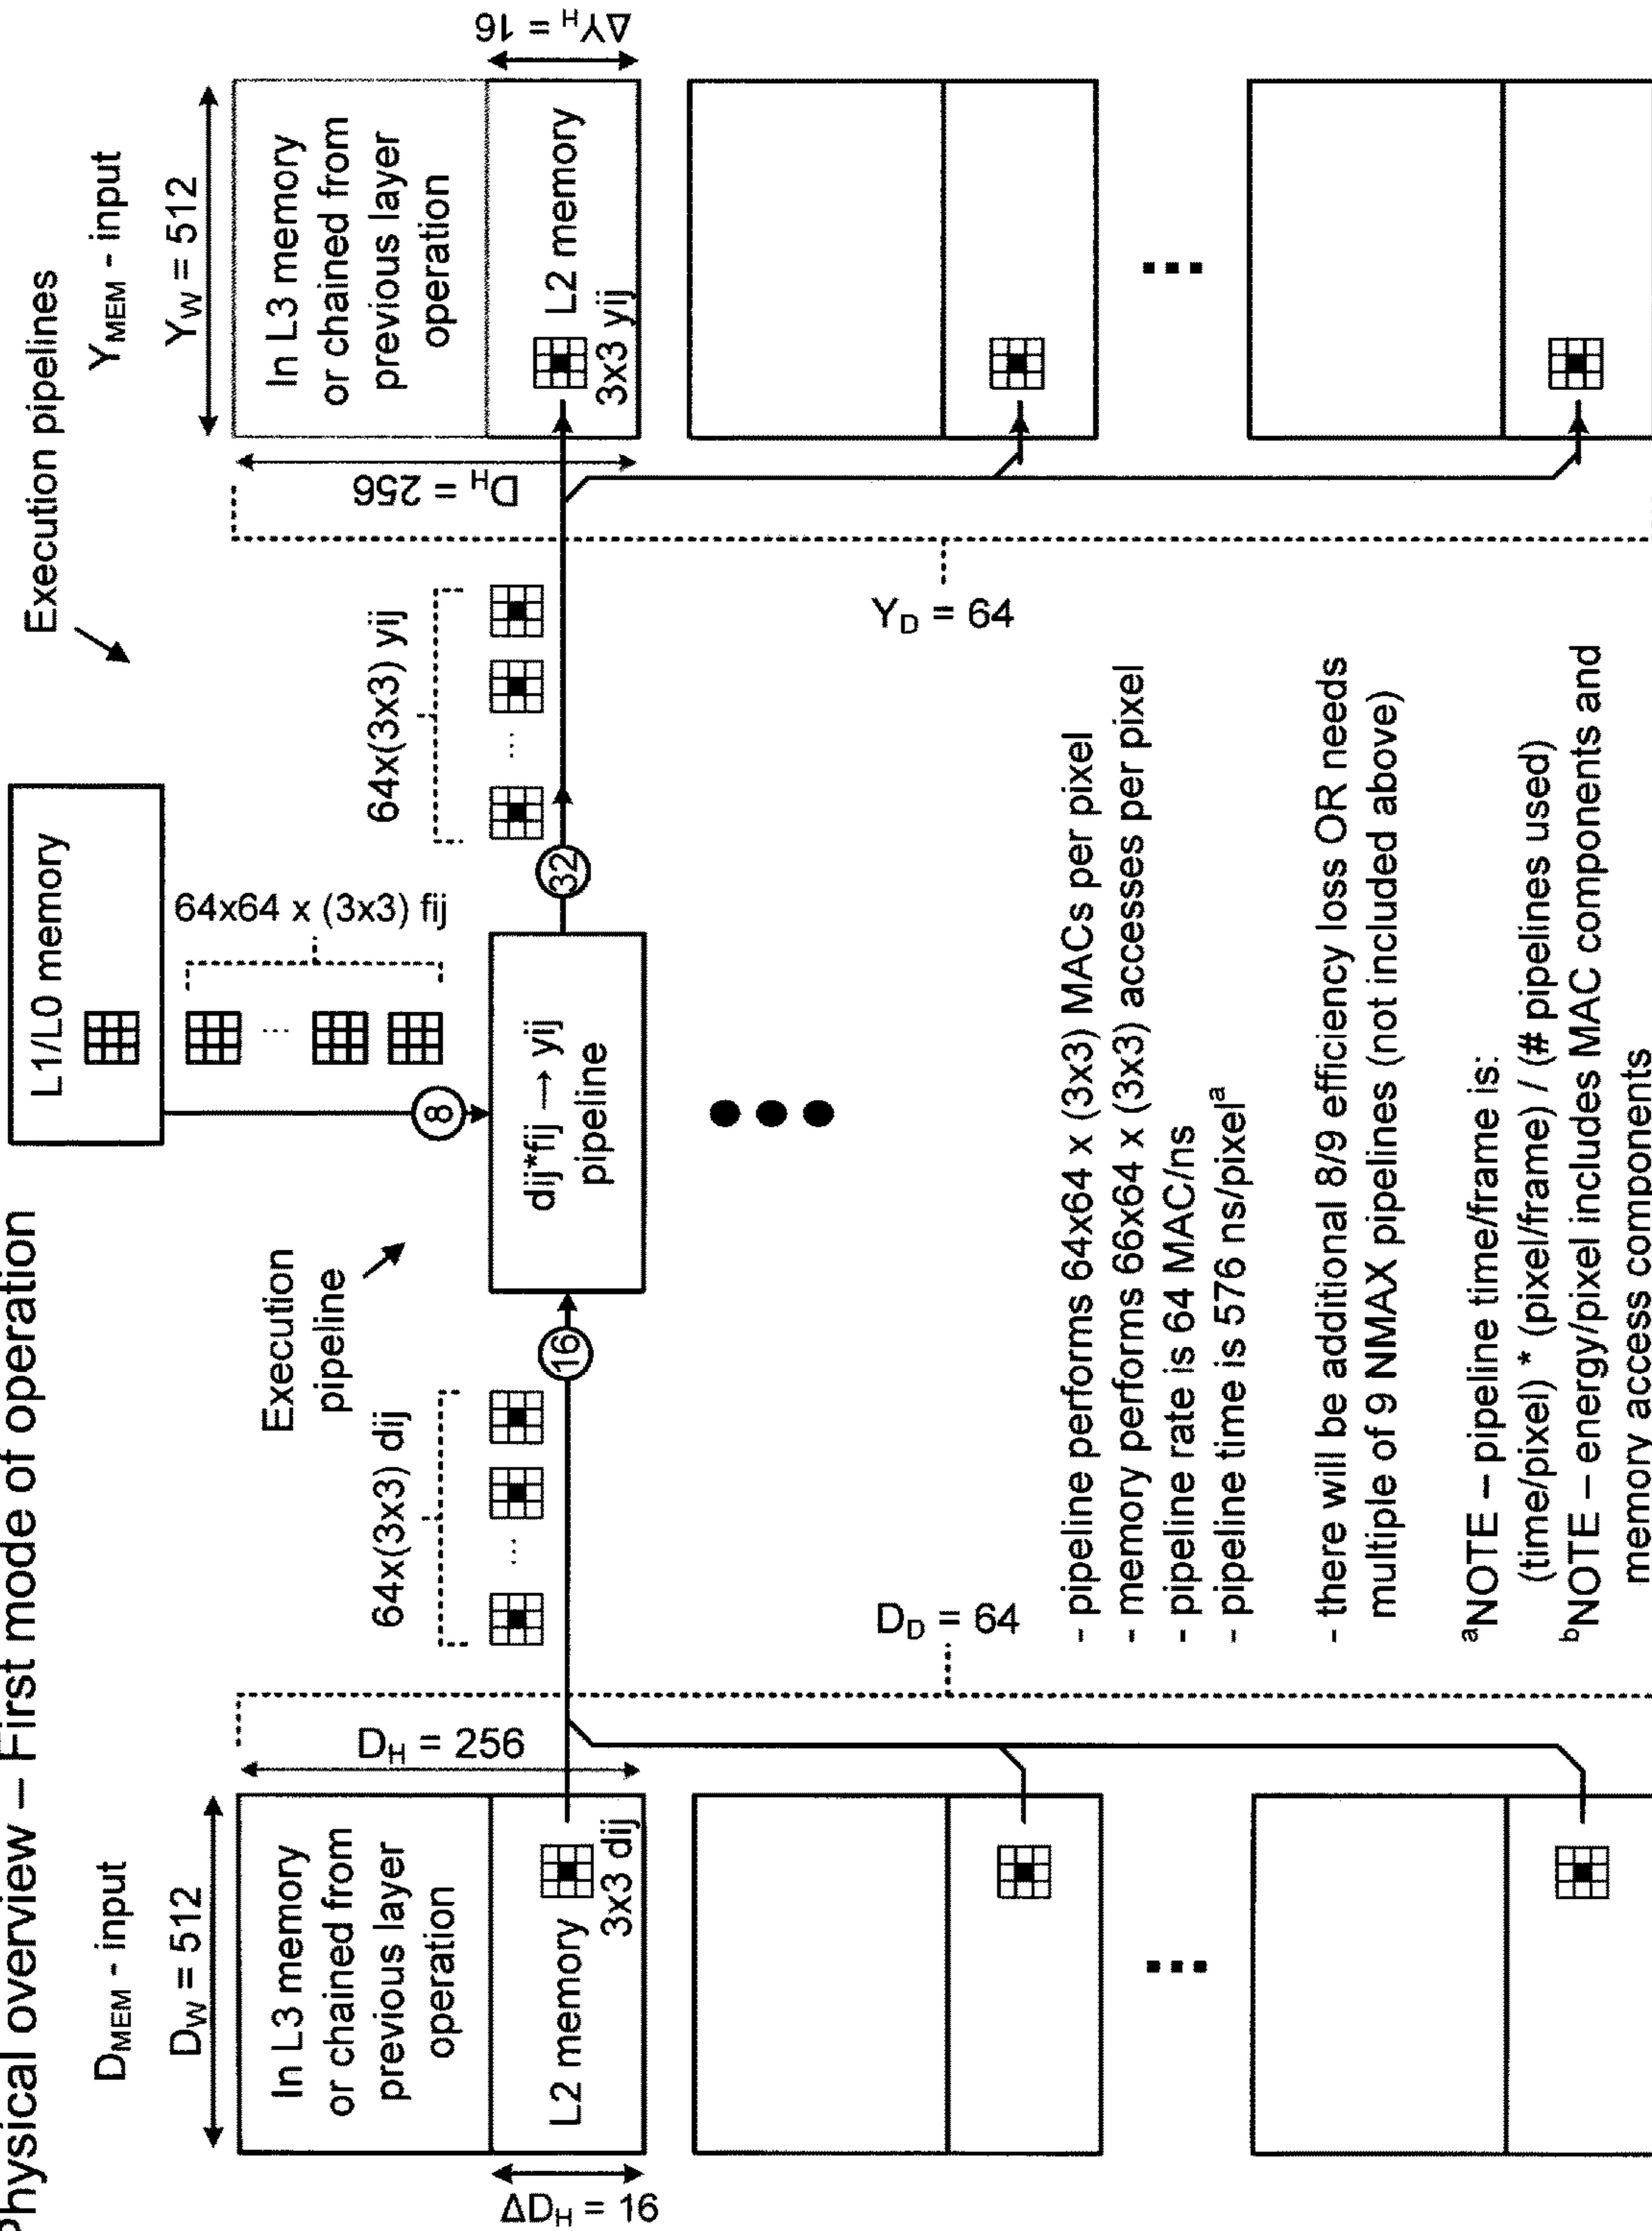 Physical overview – First mode of operation
Execution pipelines
D_MEM - input
D_W = 512
In L3 memory
or chained from
previous layer
operation
L2 memory
3x3 dij
ΔD_H = 16
D_H = 256
D_D = 64
64x(3x3) dij
...
16
Execution
pipeline
L1/L0 memory
64x64 x (3x3) fij
...
8
dij*fij → yij
pipeline
32
64x(3x3) yij
...
Y_MEM - input
Y_W = 512
In L3 memory
or chained from
previous layer
operation
L2 memory
3x3 yij
ΔY_H = 16
D_H = 256
Y_D = 64
- pipeline performs 64x64 x (3x3) MACs per pixel
- memory performs 66x64 x (3x3) accesses per pixel
- pipeline rate is 64 MAC/ns
- pipeline time is 576 ns/pixel^a
- there will be additional 8/9 efficiency loss OR needs
multiple of 9 NMAX pipelines (not included above)
^aNOTE – pipeline time/frame is:
(time/pixel) * (pixel/frame) / (# pipelines used)
^bNOTE – energy/pixel includes MAC components and
memory access components